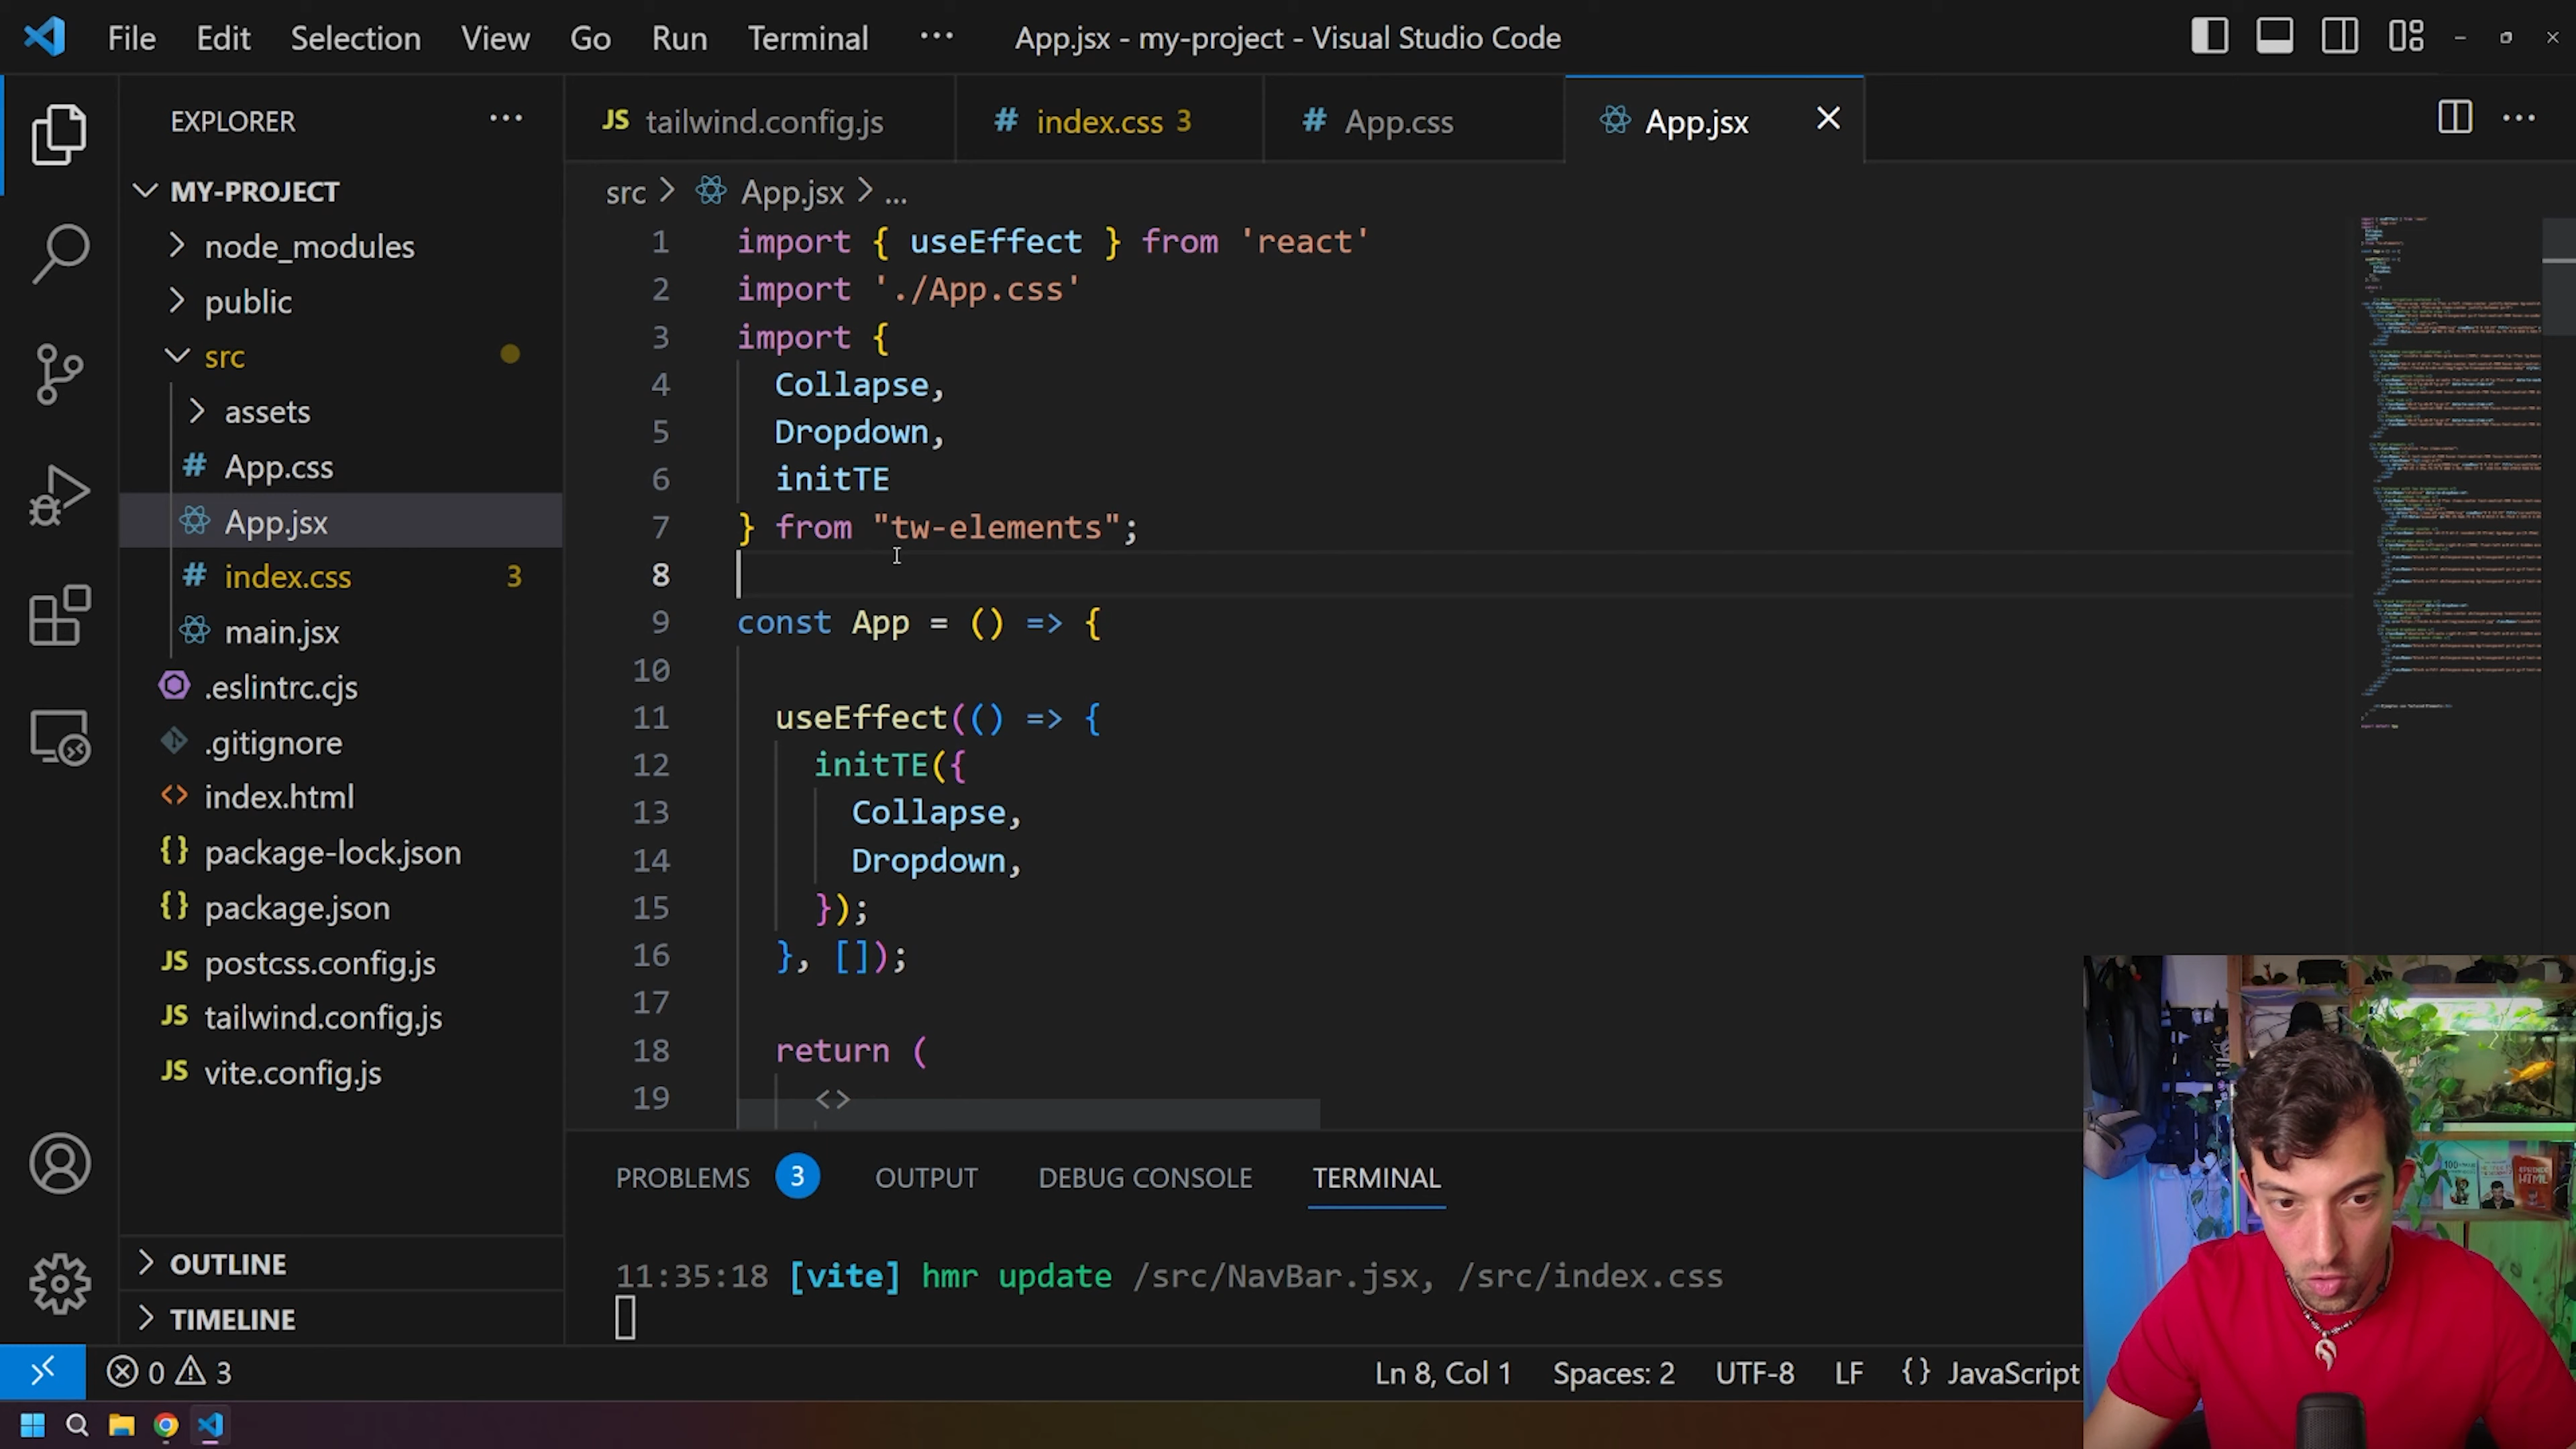 File Edit Selection View Go Run Terminal ··· App.jsx - my-project - Visual Studio Code
EXPLORER ···
MY-PROJECT
node_modules
public
src
assets
# App.css
App.jsx
# index.css 3
main.jsx
.eslintrc.cjs
.gitignore
<> index.html
{} package-lock.json
{} package.json
JS postcss.config.js
JS tailwind.config.js
JS vite.config.js
OUTLINE
TIMELINE
JS tailwind.config.js # index.css 3 # App.css App.jsx
src > App.jsx > ...
1 import { useEffect } from 'react'
2 import './App.css'
3 import {
4 Collapse,
5 Dropdown,
6 initTE
7 } from "tw-elements";
8
9 const App = () => {
10
11 useEffect(() => {
12 initTE({
13 Collapse,
14 Dropdown,
15 });
16 }, []);
17
18 return (
19 <>
PROBLEMS 3 OUTPUT DEBUG CONSOLE TERMINAL
11:35:18 [vite] hmr update /src/NavBar.jsx, /src/index.css
0 3 Ln 8, Col 1 Spaces: 2 UTF-8 LF {} JavaScript